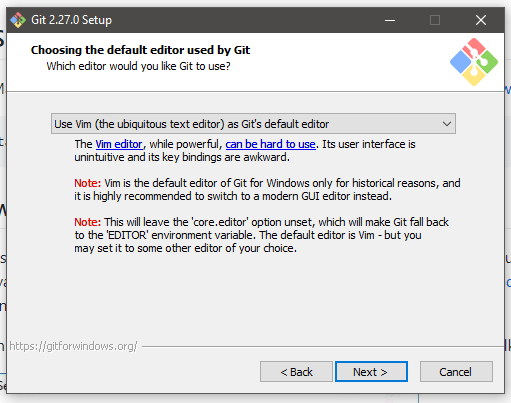 Git 2.27.0 Setup
Choosing the default editor used by Git
Which editor would you like Git to use?
Use Vim (the ubiquitous text editor) as Git's default editor
The Vim editor, while powerful, can be hard to use. Its user interface is
unintuitive and its key bindings are awkward.
Note: Vim is the default editor of Git for Windows only for historical reasons, and
it is highly recommended to switch to a modern GUI editor instead.
Note: This will leave the 'core.editor' option unset, which will make Git fall back
to the 'EDITOR' environment variable. The default editor is Vim - but you
may set it to some other editor of your choice.
https://gitforwindows.org/
< Back
Next >
Cancel